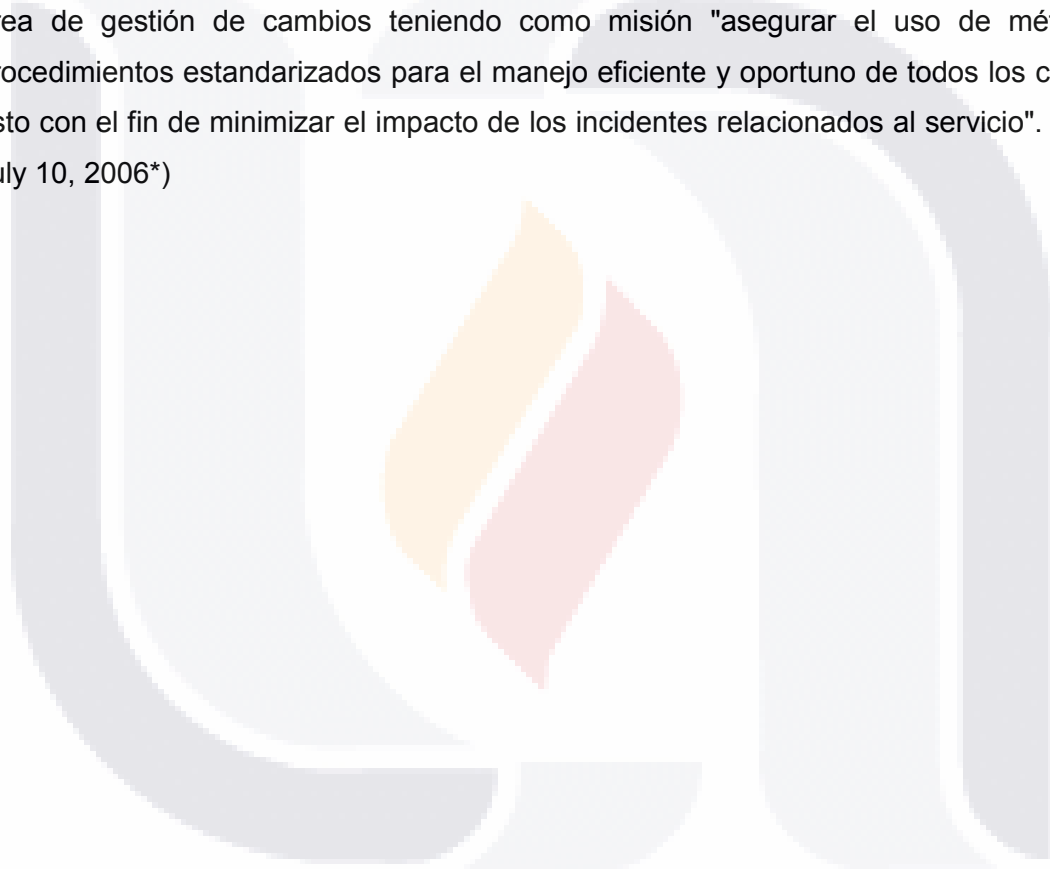 rea de gestión de cambios teniendo como misión "asegurar el uso de mé
rocedimientos estandarizados para el manejo eficiente y oportuno de todos los c
sto con el fin de minimizar el impacto de los incidentes relacionados al servicio".
uly 10, 2006*)